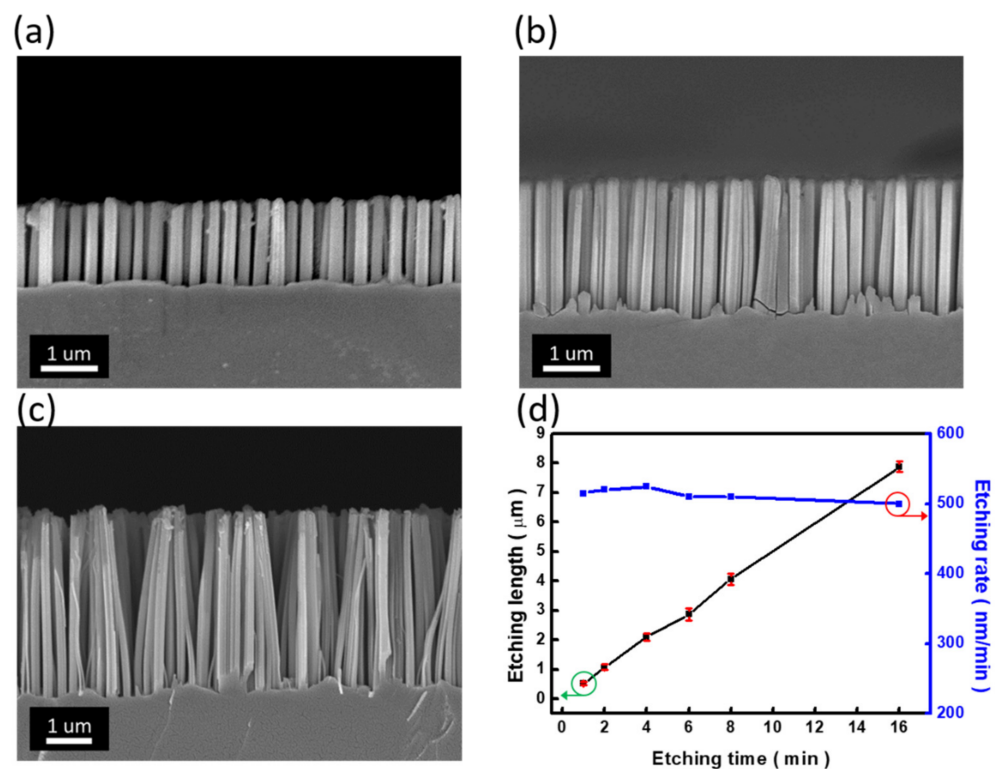 (a)
(b)
1 um
1 um
(c)
(d)
1 um
9
8
7
6
5
4
3
2
1
0
Etching length ( μm )
600
500
400
300
200
Etching rate ( nm/min )
0 2 4 6 8 10 12 14 16
Etching time ( min )